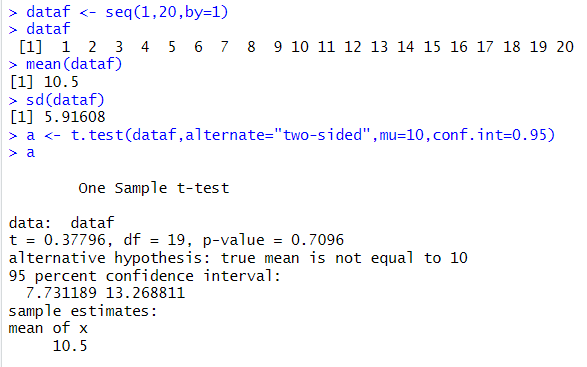 > dataf <- seq(1,20,by=1)
> dataf
 [1]  1  2  3  4  5  6  7  8  9 10 11 12 13 14 15 16 17 18 19 20
> mean(dataf)
[1] 10.5
> sd(dataf)
[1] 5.91608
> a <- t.test(dataf,alternate="two-sided",mu=10,conf.int=0.95)
> a
One Sample t-test
data:  dataf
t = 0.37796, df = 19, p-value = 0.7096
alternative hypothesis: true mean is not equal to 10
95 percent confidence interval:
  7.731189 13.268811
sample estimates:
mean of x
     10.5